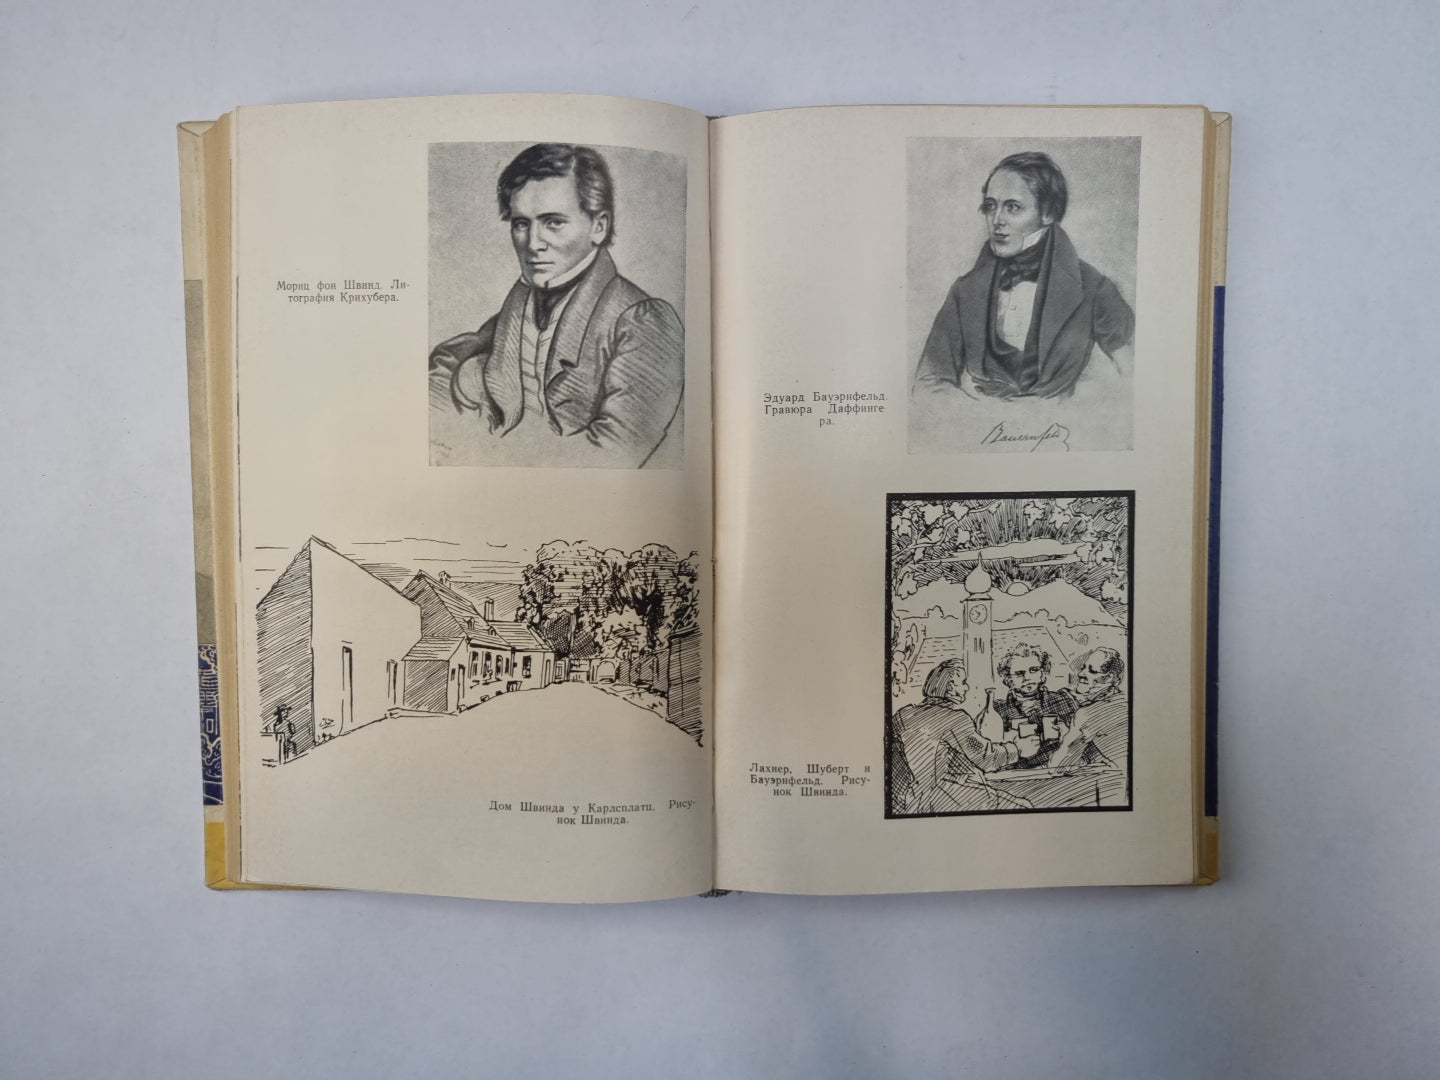 Мориц фон Швинд. Ли-
тография Крихубера.
Дом Швинда у Карлсплатц. Рису-
нок Швинда.
Эдуард Бауэрнфельд.
Гравюра Даффинге
ра.
Bauernfeld
Лахнер, Шуберт и
Бауэрнфельд. Рису-
нок Швинда.